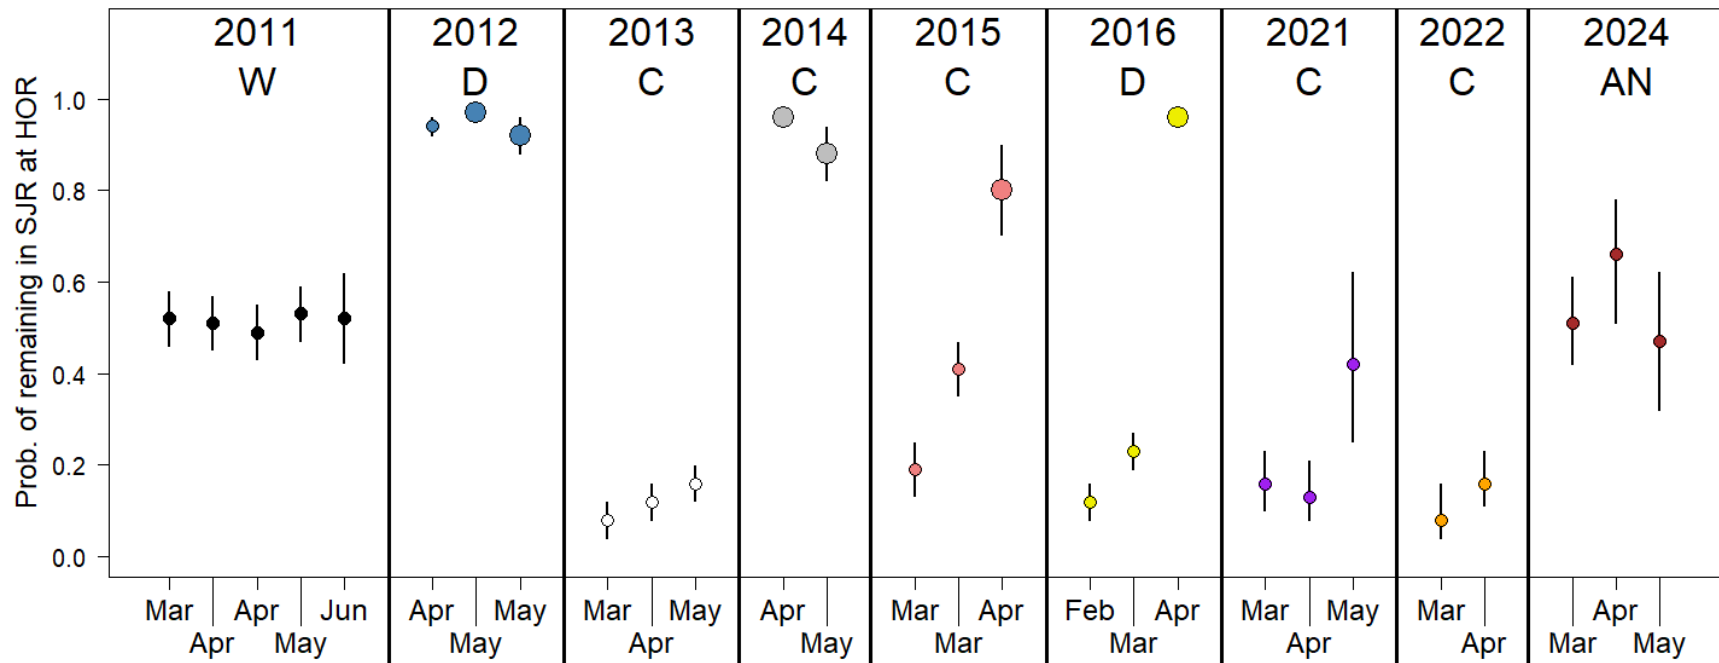 2011 2012 2013 2014 2015 2016 2021 2022 2024
W D C C C D C C AN
Prob. of remaining in SJR at HOR
1.0
0.8
0.6
0.4
0.2
0.0
Mar Apr Jun Apr May Mar May Apr Mar Apr Feb Apr Mar May Mar Apr
Apr May May Apr May Mar Mar Apr Apr Mar May